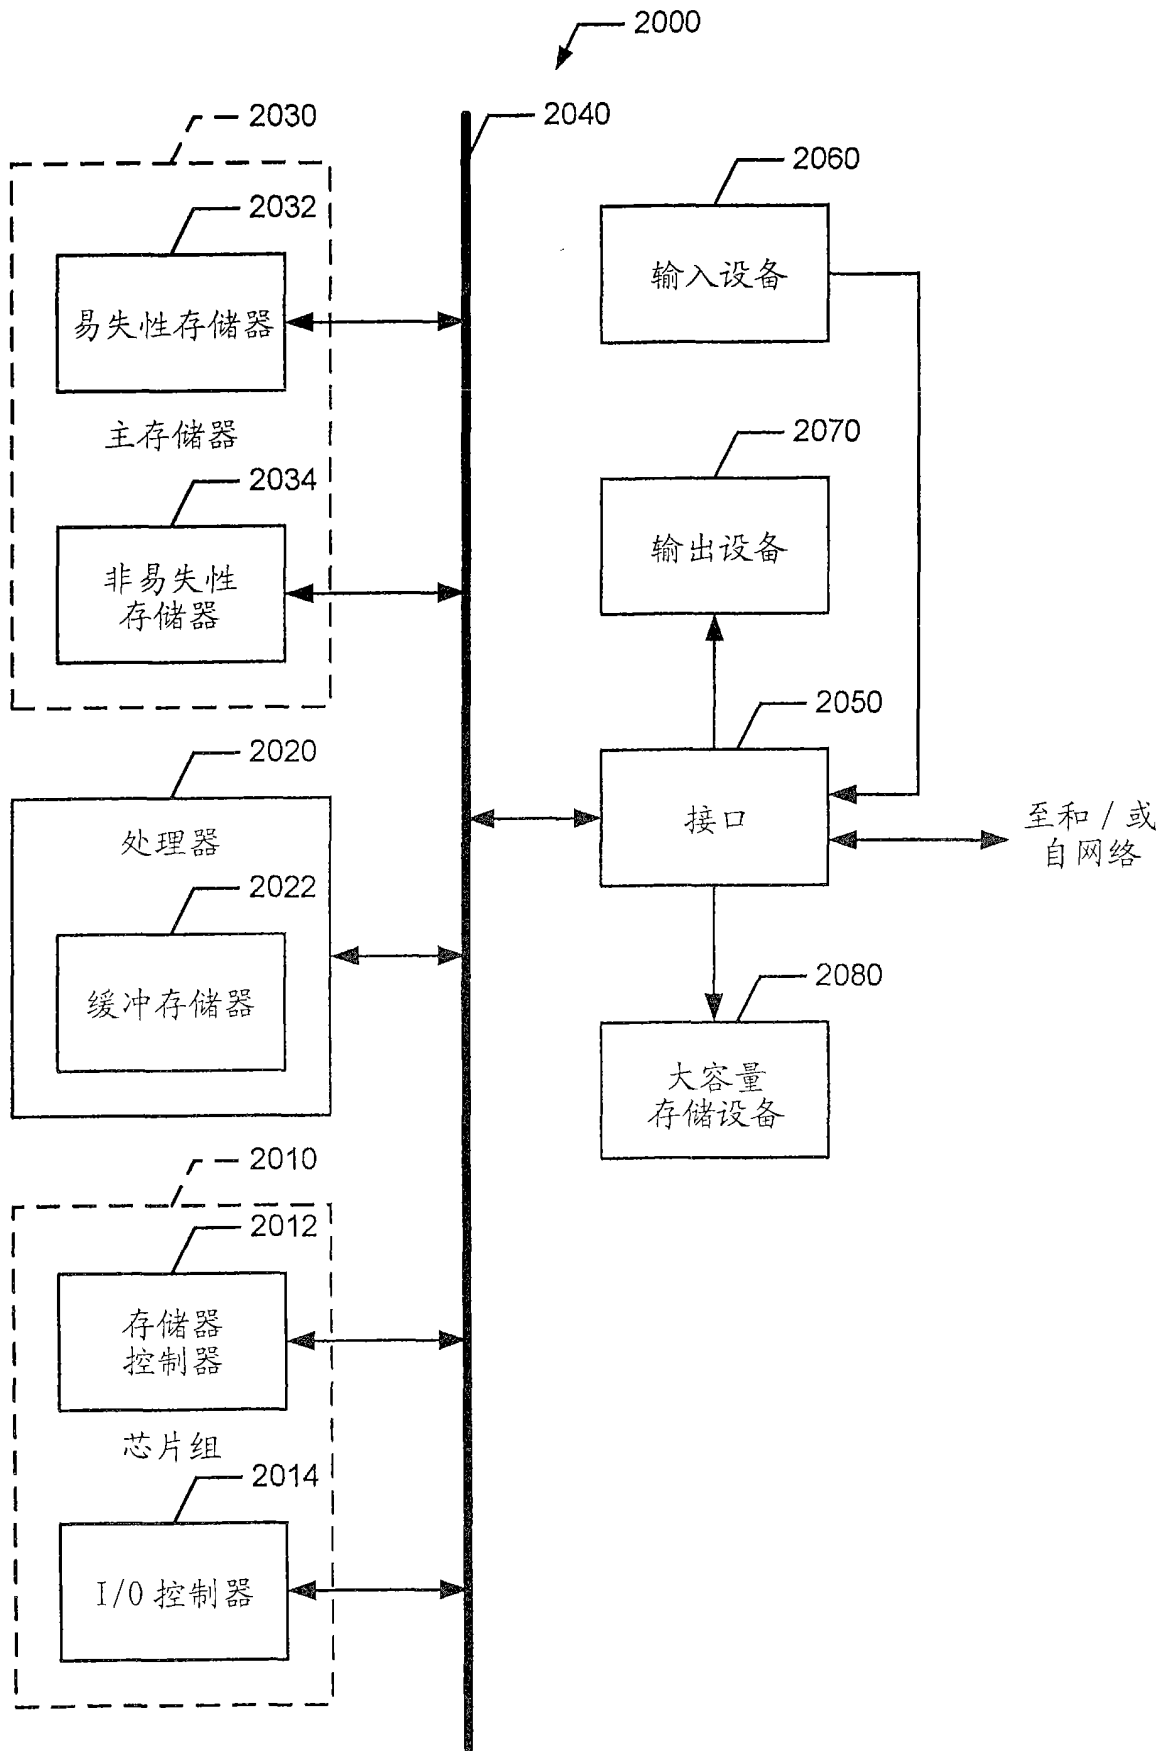 2000
2040
2030
2032
易失性存储器
主存储器
2034
非易失性
存储器
2020
处理器
2022
缓冲存储器
2010
2012
存储器
控制器
芯片组
2014
I/O 控制器
2060
输入设备
2070
输出设备
2050
接口
至和 / 或
自网络
2080
大容量
存储设备